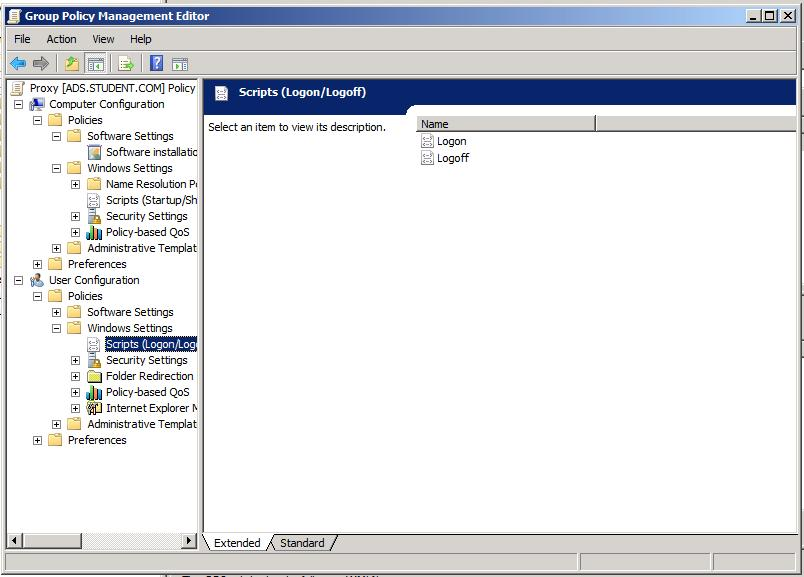 Group Policy Management Editor
File Action View Help
Proxy [ADS.STUDENT.COM] Policy
Computer Configuration
Policies
Software Settings
Software installatio
Windows Settings
Name Resolution Po
Scripts (Startup/Sh
Security Settings
Policy-based QoS
Administrative Templat
Preferences
User Configuration
Policies
Software Settings
Windows Settings
Scripts (Logon/Log
Security Settings
Folder Redirection
Policy-based QoS
Internet Explorer M
Administrative Templat
Preferences
Scripts (Logon/Logoff)
Select an item to view its description.
Name
Logon
Logoff
Extended Standard